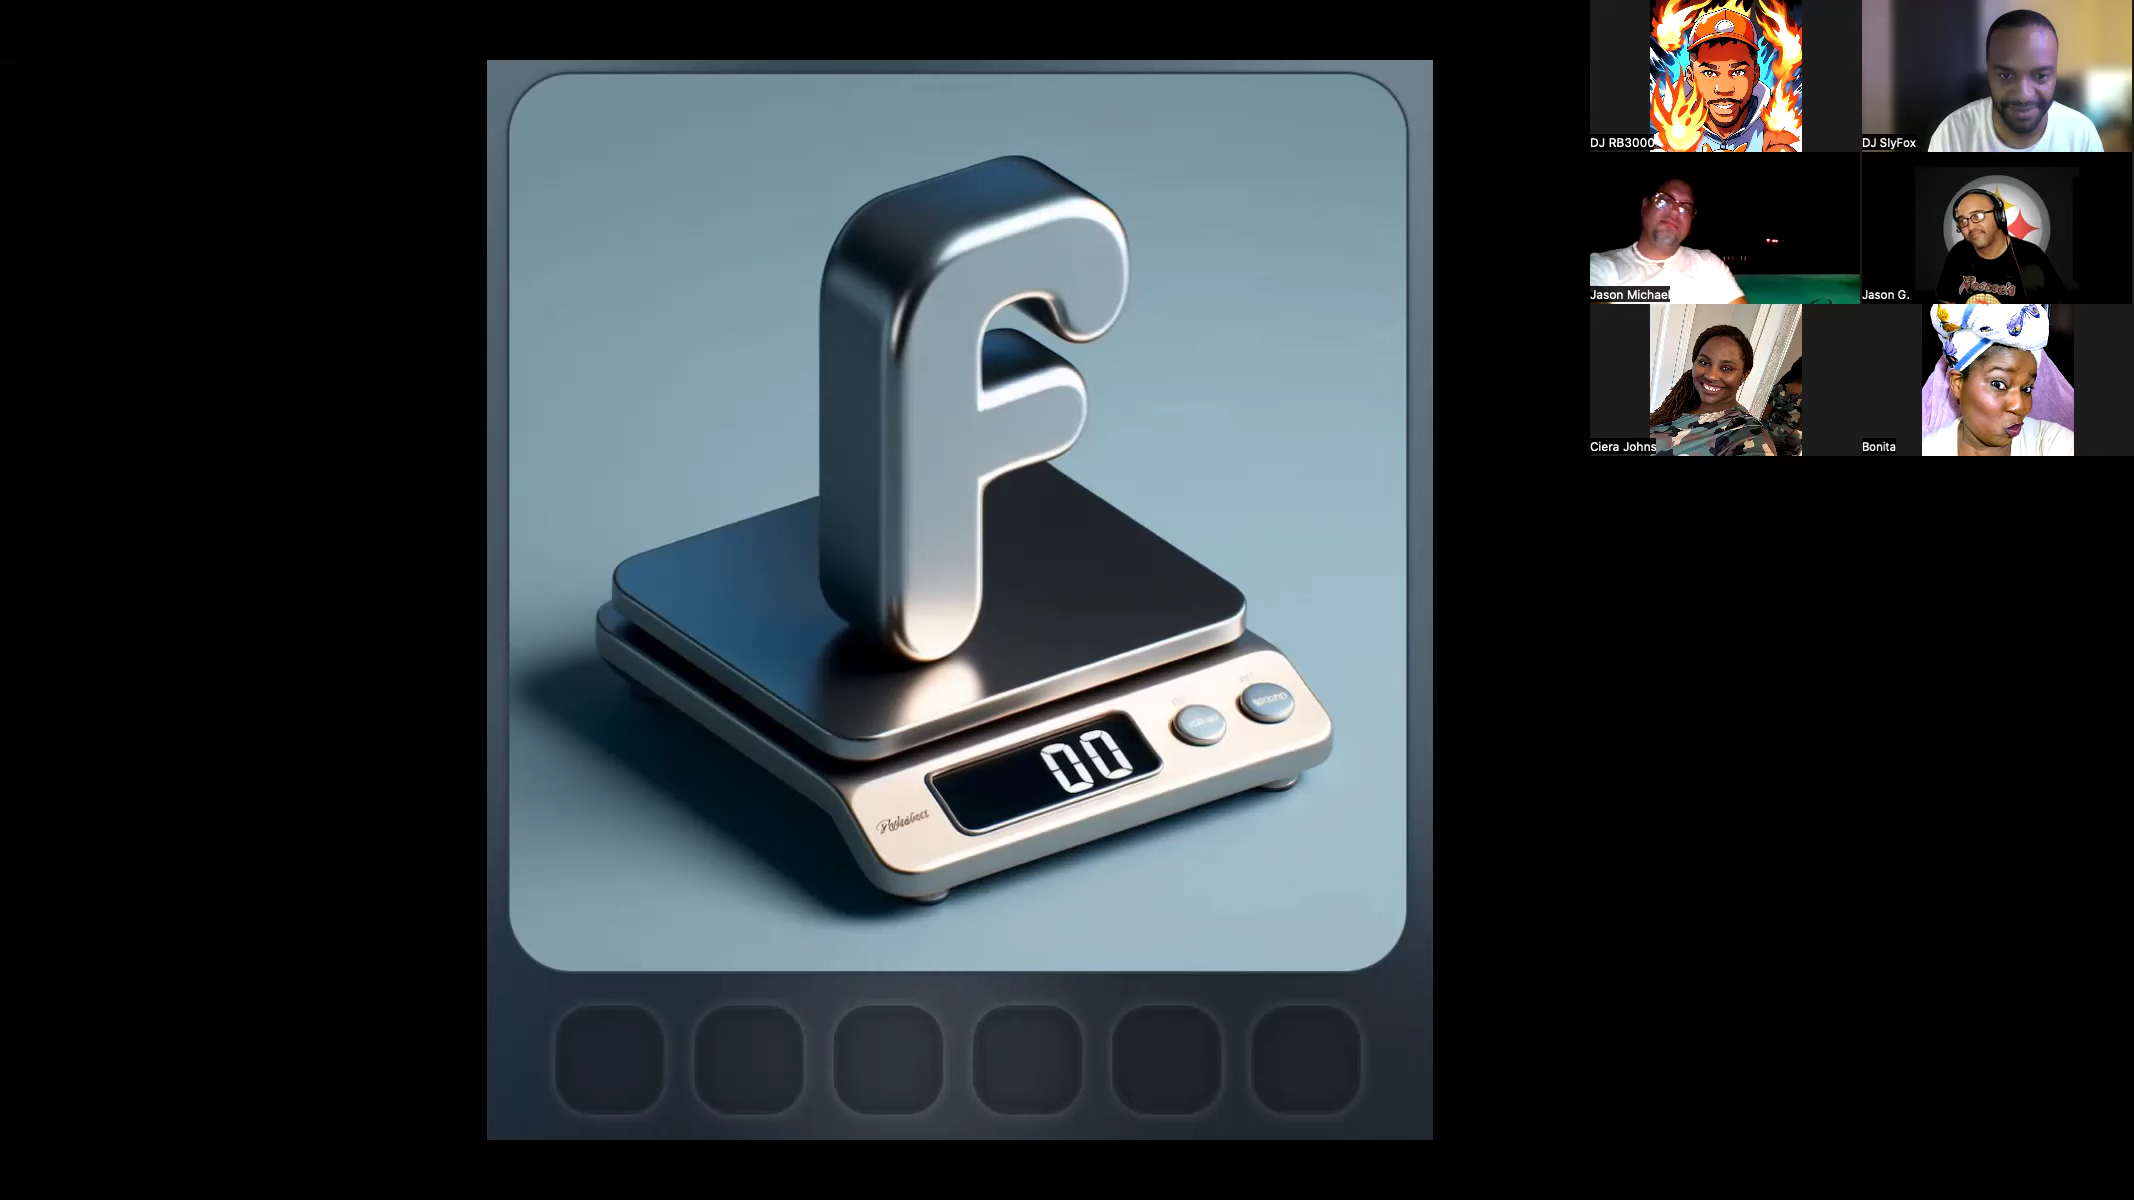 F
00
DJ RB3000
DJ SlyFox
Jason Michael
Jason G.
Ciera Johns
Bonita